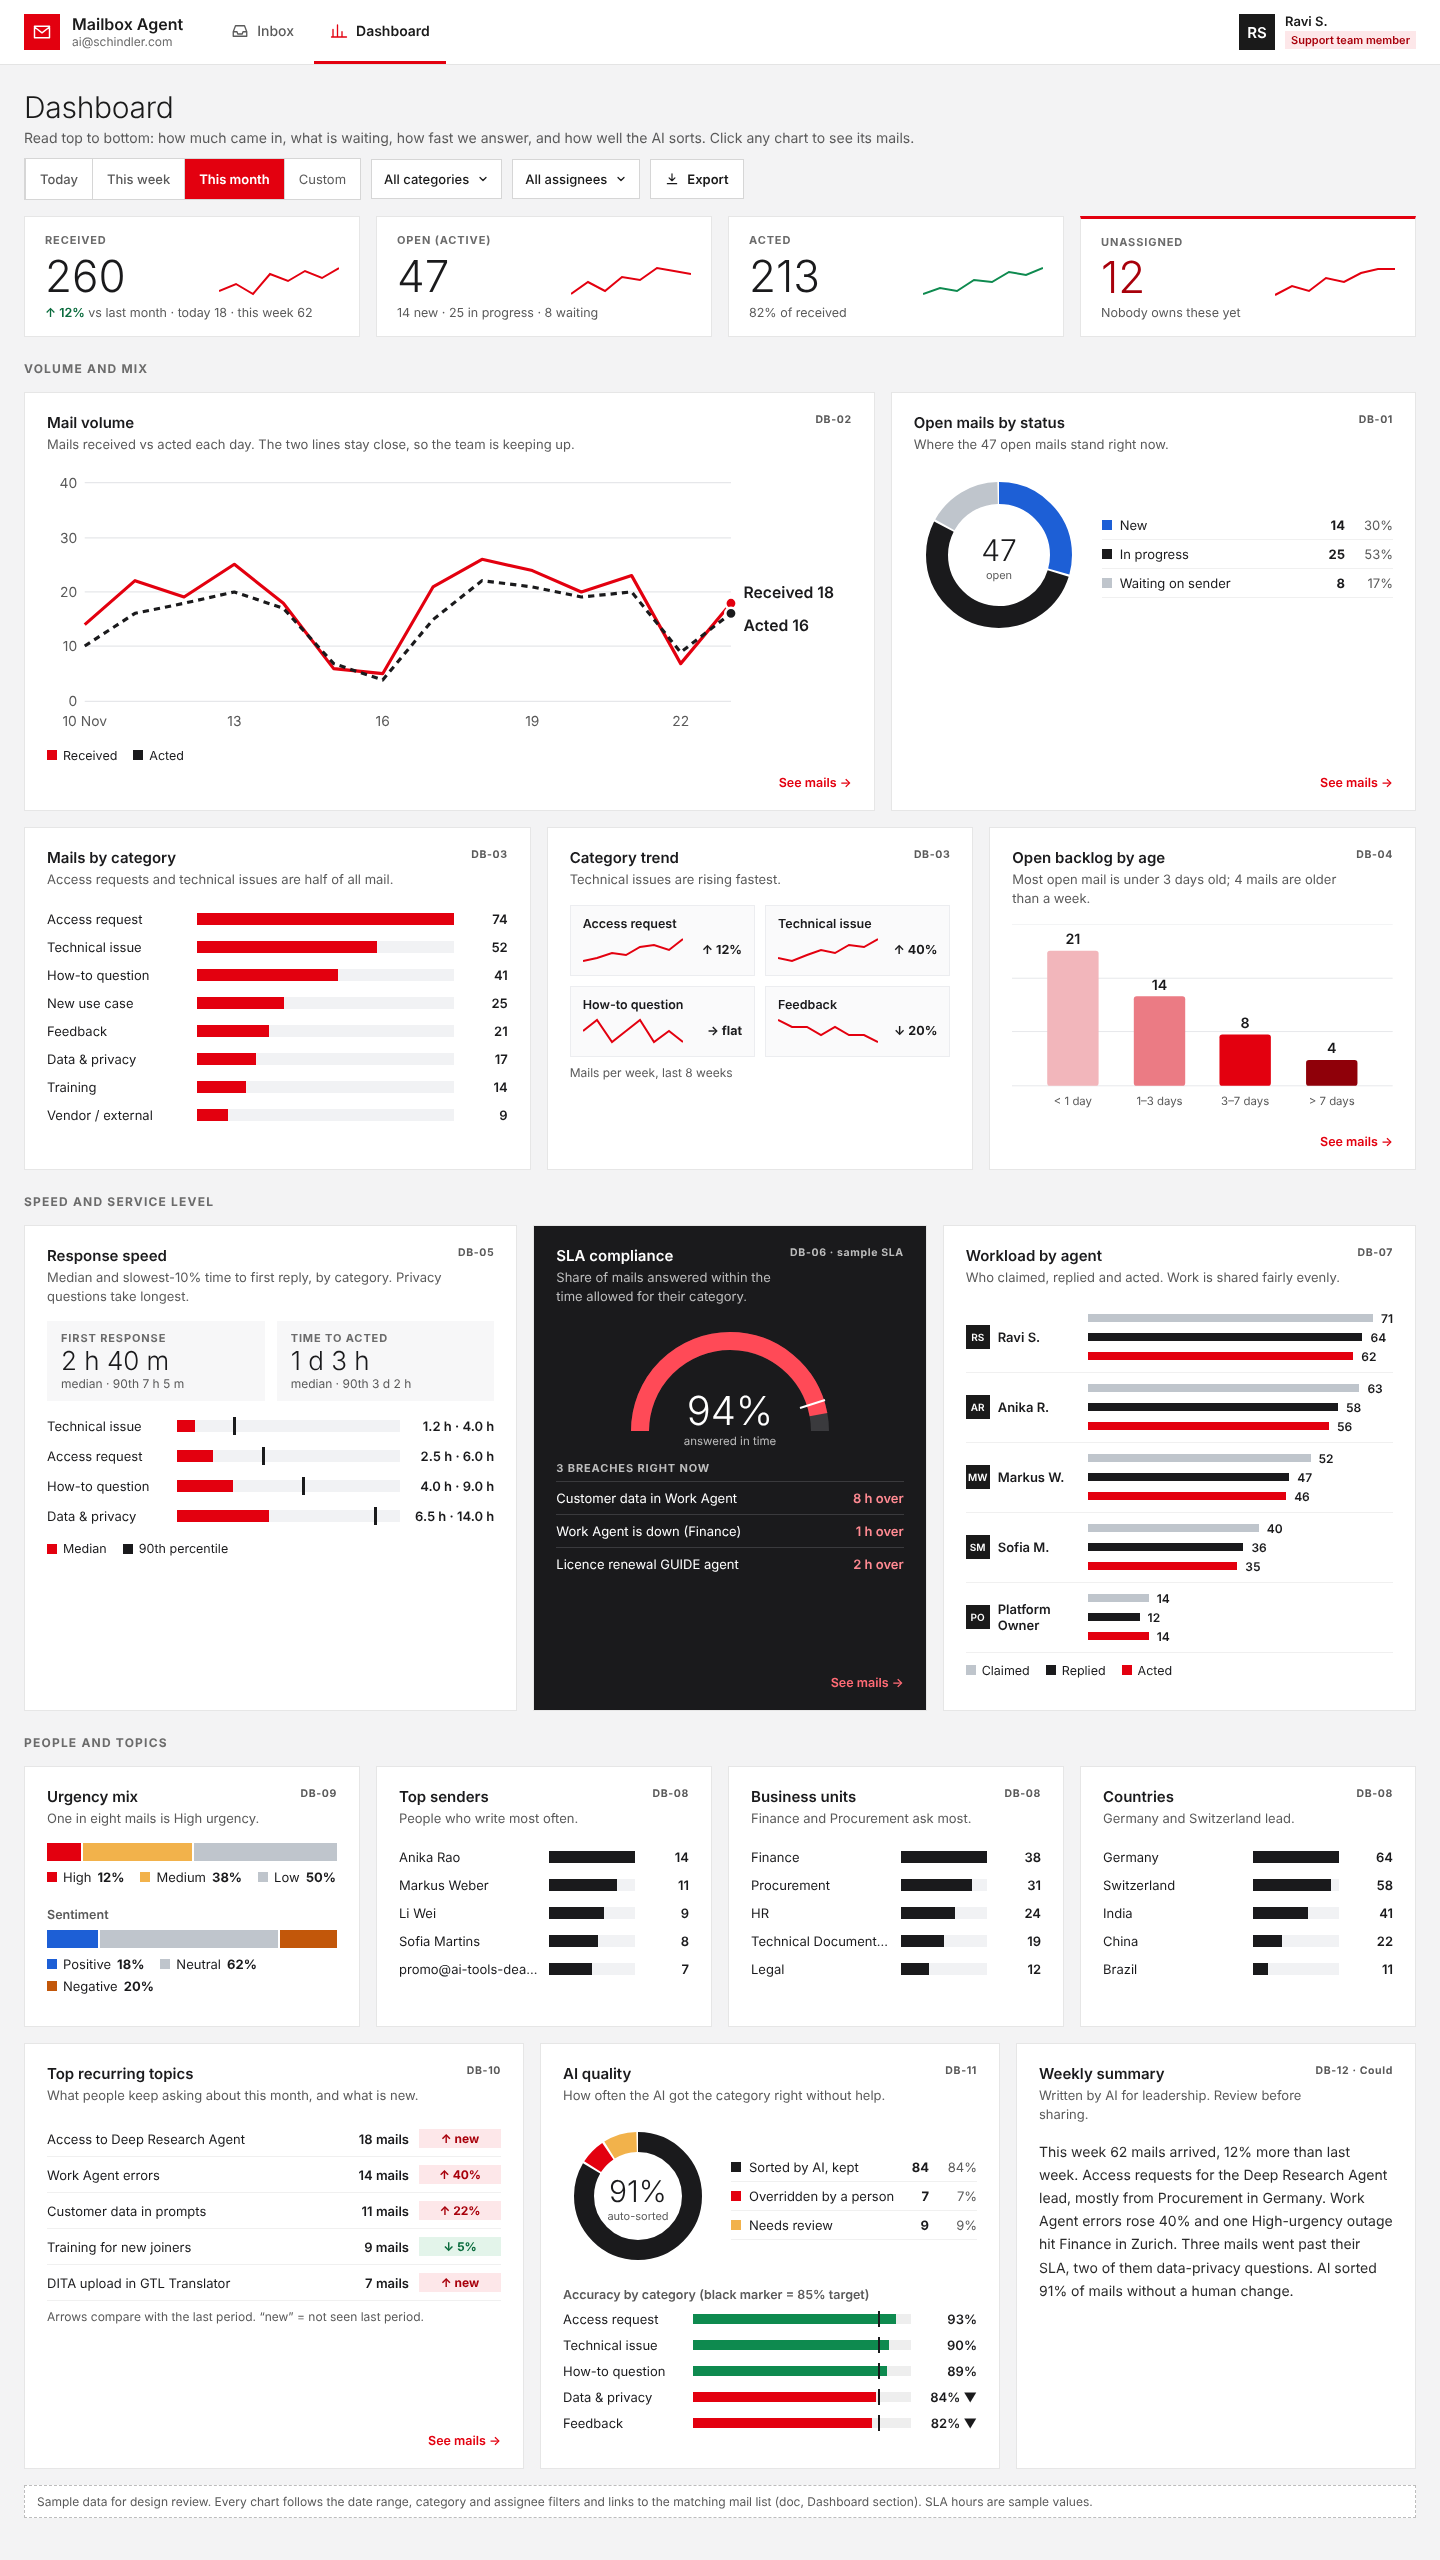 Mailbox Agent
ai@schindler.com
Inbox
Dashboard
RS
Ravi S.
Support team member
Dashboard
Read top to bottom: how much came in, what is waiting, how fast we answer, and how well the AI sorts. Click any chart to see its mails.
Today
This week
This month
Custom
All categories
All assignees
Export
RECEIVED
260
↑ 12% vs last month · today 18 · this week 62
OPEN (ACTIVE)
47
14 new · 25 in progress · 8 waiting
ACTED
213
82% of received
UNASSIGNED
12
Nobody owns these yet
VOLUME AND MIX
Mail volume
DB-02
Mails received vs acted each day. The two lines stay close, so the team is keeping up.
40
30
20
10
0
10 Nov
13
16
19
22
Received 18
Acted 16
Received
Acted
See mails →
Open mails by status
DB-01
Where the 47 open mails stand right now.
47
open
New 14 30%
In progress 25 53%
Waiting on sender 8 17%
See mails →
Mails by category
DB-03
Access requests and technical issues are half of all mail.
Access request 74
Technical issue 52
How-to question 41
New use case 25
Feedback 21
Data & privacy 17
Training 14
Vendor / external 9
Category trend
DB-03
Technical issues are rising fastest.
Access request
↑ 12%
Technical issue
↑ 40%
How-to question
→ flat
Feedback
↓ 20%
Mails per week, last 8 weeks
Open backlog by age
DB-04
Most open mail is under 3 days old; 4 mails are older
than a week.
21
14
8
4
< 1 day
1–3 days
3–7 days
> 7 days
See mails →
SPEED AND SERVICE LEVEL
Response speed
DB-05
Median and slowest-10% time to first reply, by category. Privacy
questions take longest.
FIRST RESPONSE
2 h 40 m
median · 90th 7 h 5 m
TIME TO ACTED
1 d 3 h
median · 90th 3 d 2 h
Technical issue 1.2 h · 4.0 h
Access request 2.5 h · 6.0 h
How-to question 4.0 h · 9.0 h
Data & privacy 6.5 h · 14.0 h
Median
90th percentile
SLA compliance
DB-06 · sample SLA
Share of mails answered within the
time allowed for their category.
94%
answered in time
3 BREACHES RIGHT NOW
Customer data in Work Agent 8 h over
Work Agent is down (Finance) 1 h over
Licence renewal GUIDE agent 2 h over
See mails →
Workload by agent
DB-07
Who claimed, replied and acted. Work is shared fairly evenly.
RS
Ravi S.
71
64
62
AR
Anika R.
63
58
56
MW
Markus W.
52
47
46
SM
Sofia M.
40
36
35
PO
Platform
Owner
14
12
14
Claimed
Replied
Acted
PEOPLE AND TOPICS
Urgency mix
DB-09
One in eight mails is High urgency.
High 12%
Medium 38%
Low 50%
Sentiment
Positive 18%
Neutral 62%
Negative 20%
Top senders
DB-08
People who write most often.
Anika Rao 14
Markus Weber 11
Li Wei 9
Sofia Martins 8
promo@ai-tools-dea... 7
Business units
DB-08
Finance and Procurement ask most.
Finance 38
Procurement 31
HR 24
Technical Document... 19
Legal 12
Countries
DB-08
Germany and Switzerland lead.
Germany 64
Switzerland 58
India 41
China 22
Brazil 11
Top recurring topics
DB-10
What people keep asking about this month, and what is new.
Access to Deep Research Agent 18 mails ↑ new
Work Agent errors 14 mails ↑ 40%
Customer data in prompts 11 mails ↑ 22%
Training for new joiners 9 mails ↓ 5%
DITA upload in GTL Translator 7 mails ↑ new
Arrows compare with the last period. “new” = not seen last period.
See mails →
AI quality
DB-11
How often the AI got the category right without help.
91%
auto-sorted
Sorted by AI, kept 84 84%
Overridden by a person 7 7%
Needs review 9 9%
Accuracy by category (black marker = 85% target)
Access request 93%
Technical issue 90%
How-to question 89%
Data & privacy 84% ▼
Feedback 82% ▼
Weekly summary
DB-12 · Could
Written by AI for leadership. Review before
sharing.
This week 62 mails arrived, 12% more than last
week. Access requests for the Deep Research Agent
lead, mostly from Procurement in Germany. Work
Agent errors rose 40% and one High-urgency outage
hit Finance in Zurich. Three mails went past their
SLA, two of them data-privacy questions. AI sorted
91% of mails without a human change.
Sample data for design review. Every chart follows the date range, category and assignee filters and links to the matching mail list (doc, Dashboard section). SLA hours are sample values.